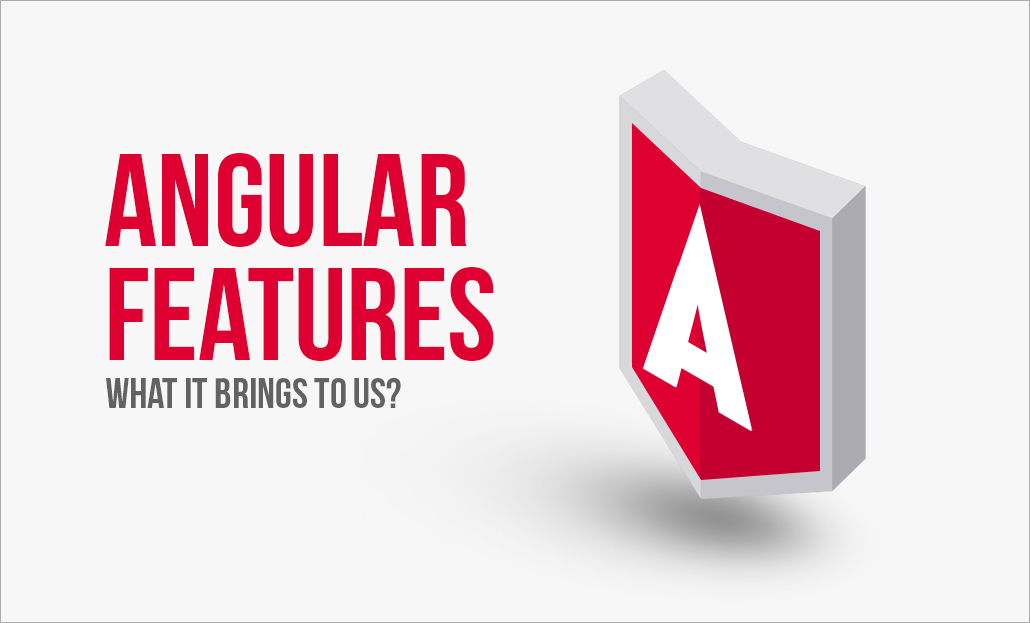 ANGULAR
FEATURES
WHAT IT BRINGS TO US?
A